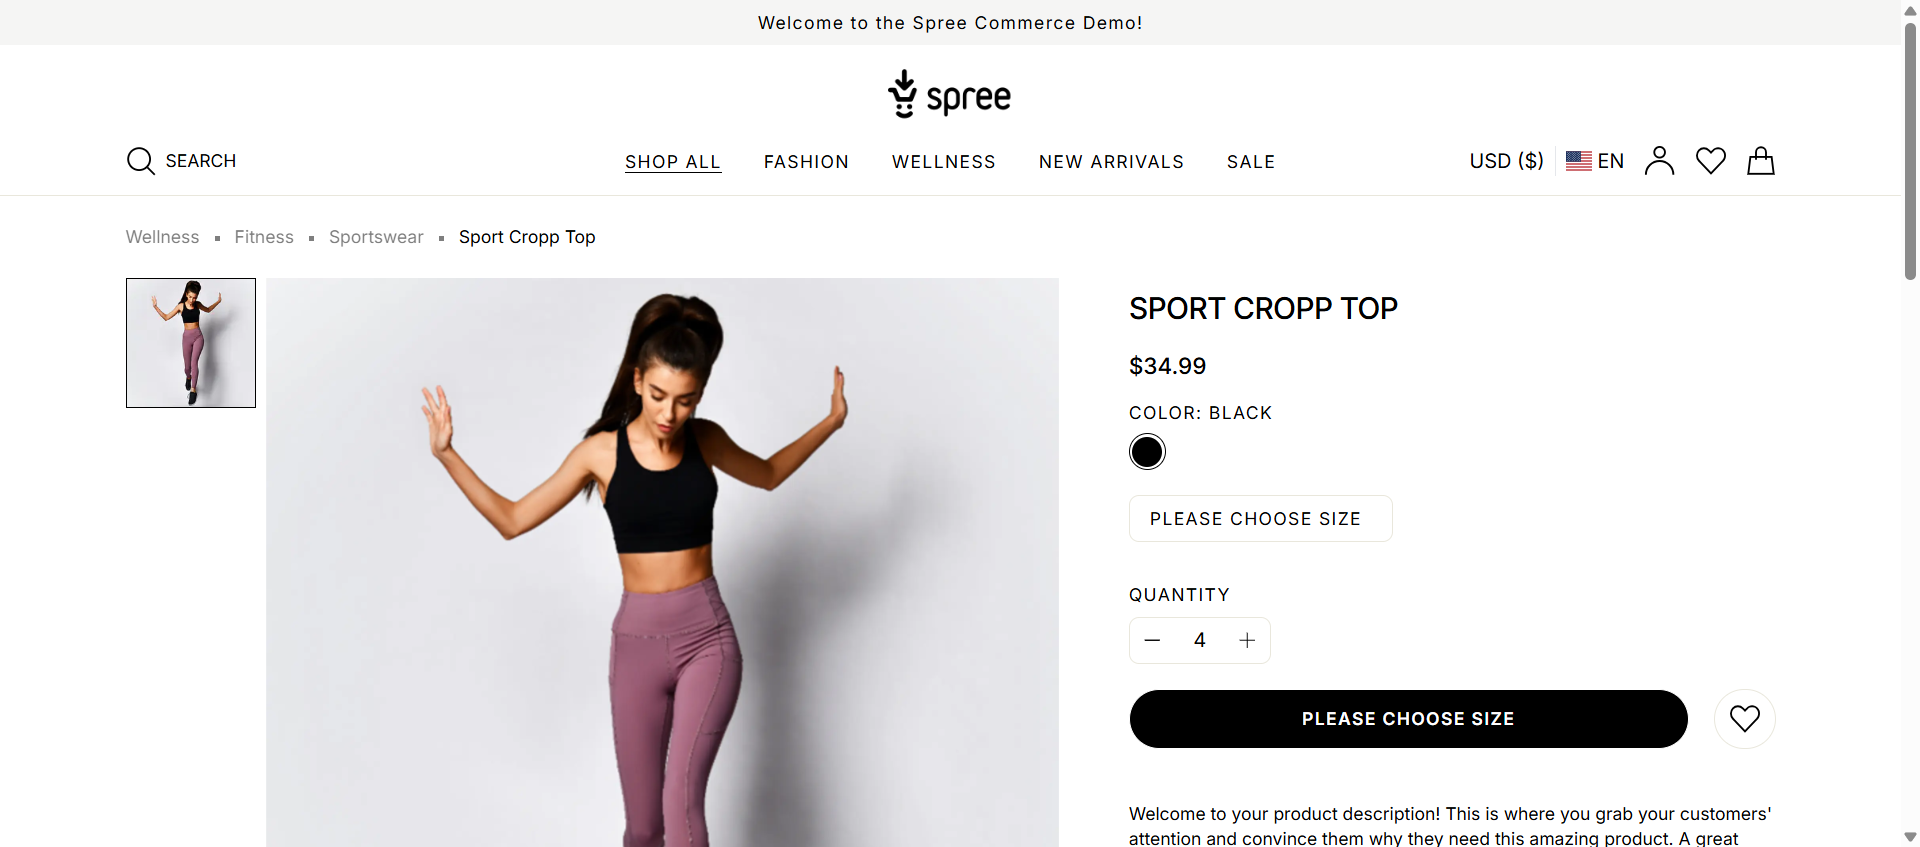 Welcome to the Spree Commerce Demo!
spree
SEARCH
SHOP ALL
FASHION
WELLNESS
NEW ARRIVALS
SALE
USD ($)
EN
Wellness ▪ Fitness ▪ Sportswear ▪ Sport Cropp Top
SPORT CROPP TOP
$34.99
COLOR: BLACK
PLEASE CHOOSE SIZE
QUANTITY
4
PLEASE CHOOSE SIZE
Welcome to your product description! This is where you grab your customers'
attention and convince them why they need this amazing product. A great